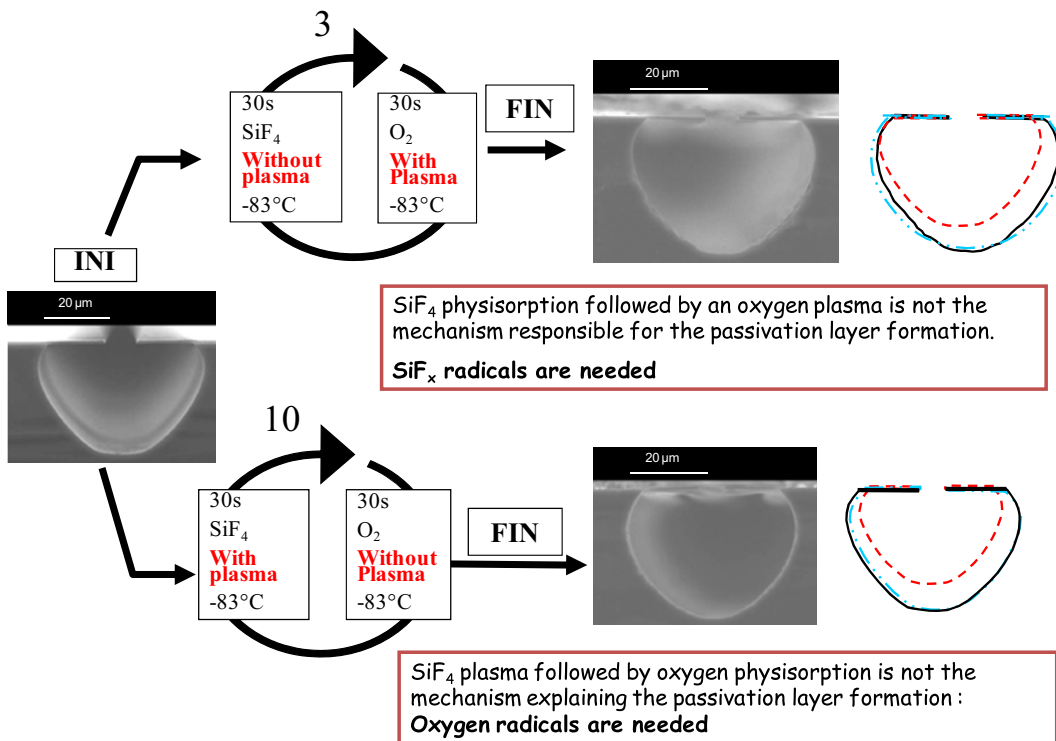 3
30s
SiF4
Without
plasma
-83°C
30s
O2
With
Plasma
-83°C
FIN
20 µm
INI
20 µm
SiF4 physisorption followed by an oxygen plasma is not the
mechanism responsible for the passivation layer formation.
SiFx radicals are needed
10
30s
SiF4
With
plasma
-83°C
30s
O2
Without
Plasma
-83°C
FIN
20 µm
SiF4 plasma followed by oxygen physisorption is not the
mechanism explaining the passivation layer formation :
Oxygen radicals are needed